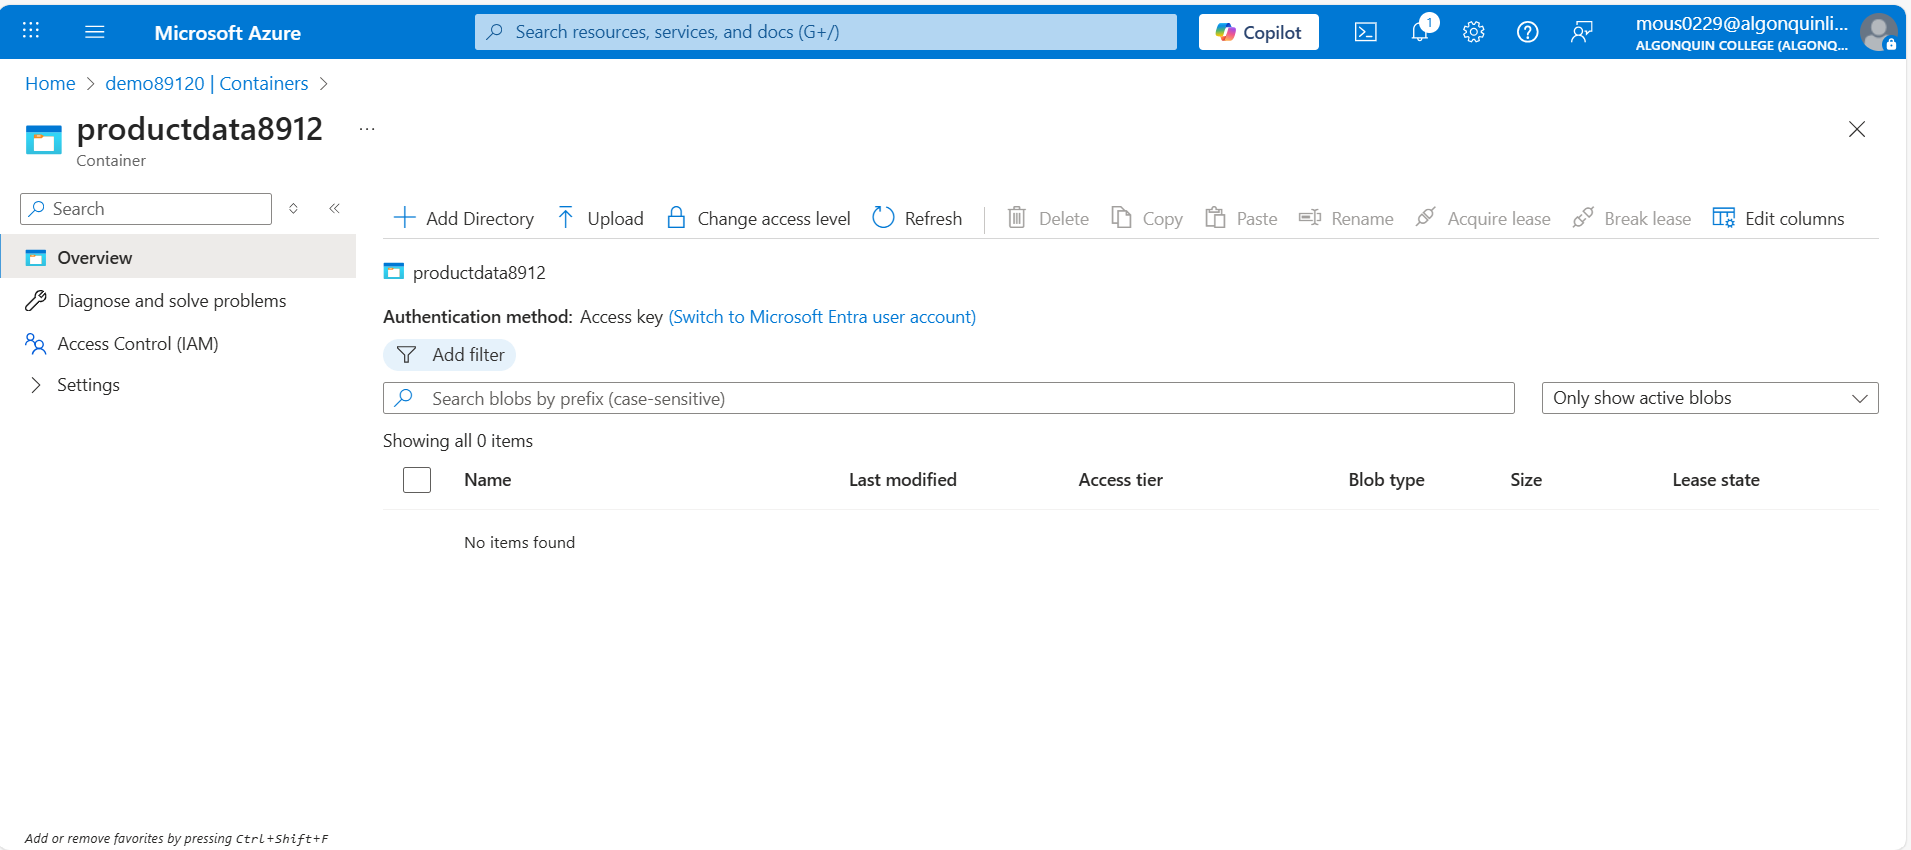 Microsoft Azure
Search resources, services, and docs (G+/)
Copilot
1
mous0229@algonquinli...
ALGONQUIN COLLEGE (ALGONQ...
Home > demo89120 | Containers >
productdata8912 ...
Container
Search
Add Directory
Upload
Change access level
Refresh
Delete
Copy
Paste
Rename
Acquire lease
Break lease
Edit columns
Overview
Diagnose and solve problems
Access Control (IAM)
Settings
productdata8912
Authentication method: Access key (Switch to Microsoft Entra user account)
Add filter
Search blobs by prefix (case-sensitive)
Only show active blobs
Showing all 0 items
Name Last modified Access tier Blob type Size Lease state
No items found
Add or remove favorites by pressing Ctrl+Shift+F